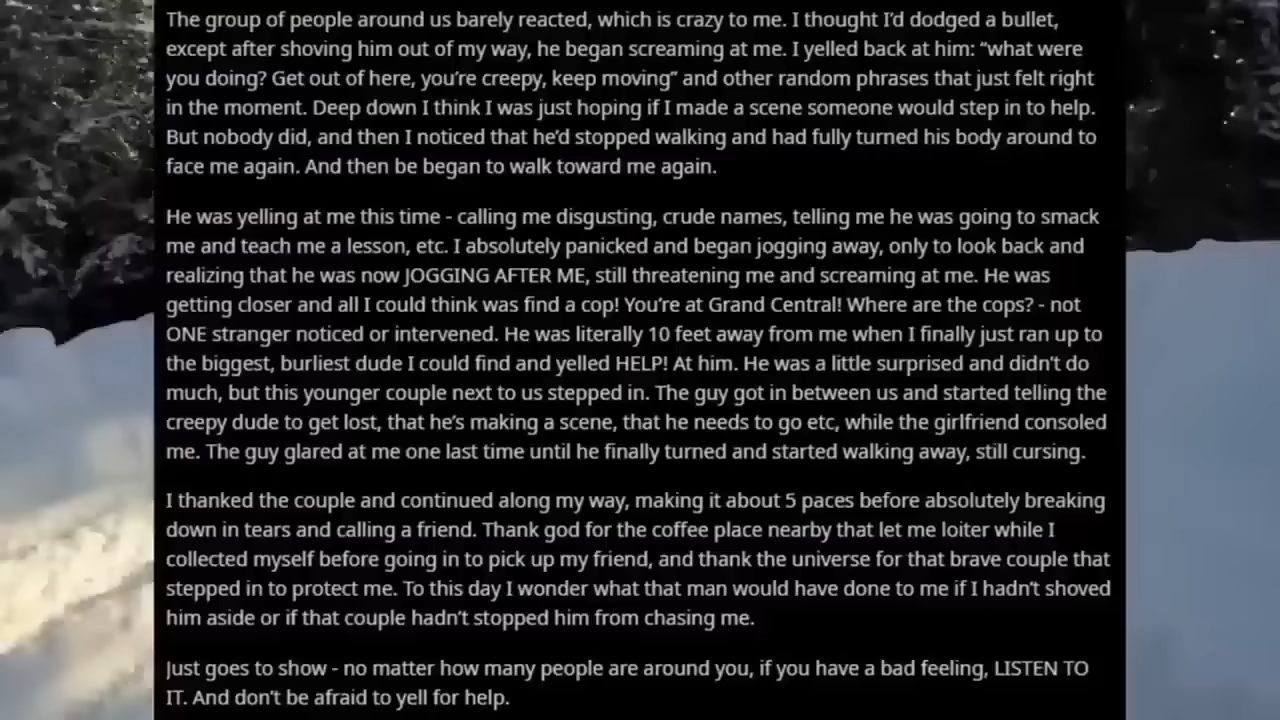 The group of people around us barely reacted, which is crazy to me. I thought I’d dodged a bullet,
except after shoving him out of my way, he began screaming at me. I yelled back at him: “what were
you doing? Get out of here, you’re creepy, keep moving” and other random phrases that just felt right
in the moment. Deep down I think I was just hoping if I made a scene someone would step in to help.
But nobody did, and then I noticed that he’d stopped walking and had fully turned his body around to
face me again. And then be began to walk toward me again.
He was yelling at me this time - calling me disgusting, crude names, telling me he was going to smack
me and teach me a lesson, etc. I absolutely panicked and began jogging away, only to look back and
realizing that he was now JOGGING AFTER ME, still threatening me and screaming at me. He was
getting closer and all I could think was find a cop! You’re at Grand Central! Where are the cops? - not
ONE stranger noticed or intervened. He was literally 10 feet away from me when I finally just ran up to
the biggest, burliest dude I could find and yelled HELP! At him. He was a little surprised and didn’t do
much, but this younger couple next to us stepped in. The guy got in between us and started telling the
creepy dude to get lost, that he’s making a scene, that he needs to go etc, while the girlfriend consoled
me. The guy glared at me one last time until he finally turned and started walking away, still cursing.
I thanked the couple and continued along my way, making it about 5 paces before absolutely breaking
down in tears and calling a friend. Thank god for the coffee place nearby that let me loiter while I
collected myself before going in to pick up my friend, and thank the universe for that brave couple that
stepped in to protect me. To this day I wonder what that man would have done to me if I hadn’t shoved
him aside or if that couple hadn’t stopped him from chasing me.
Just goes to show - no matter how many people are around you, if you have a bad feeling, LISTEN TO
IT. And don’t be afraid to yell for help.